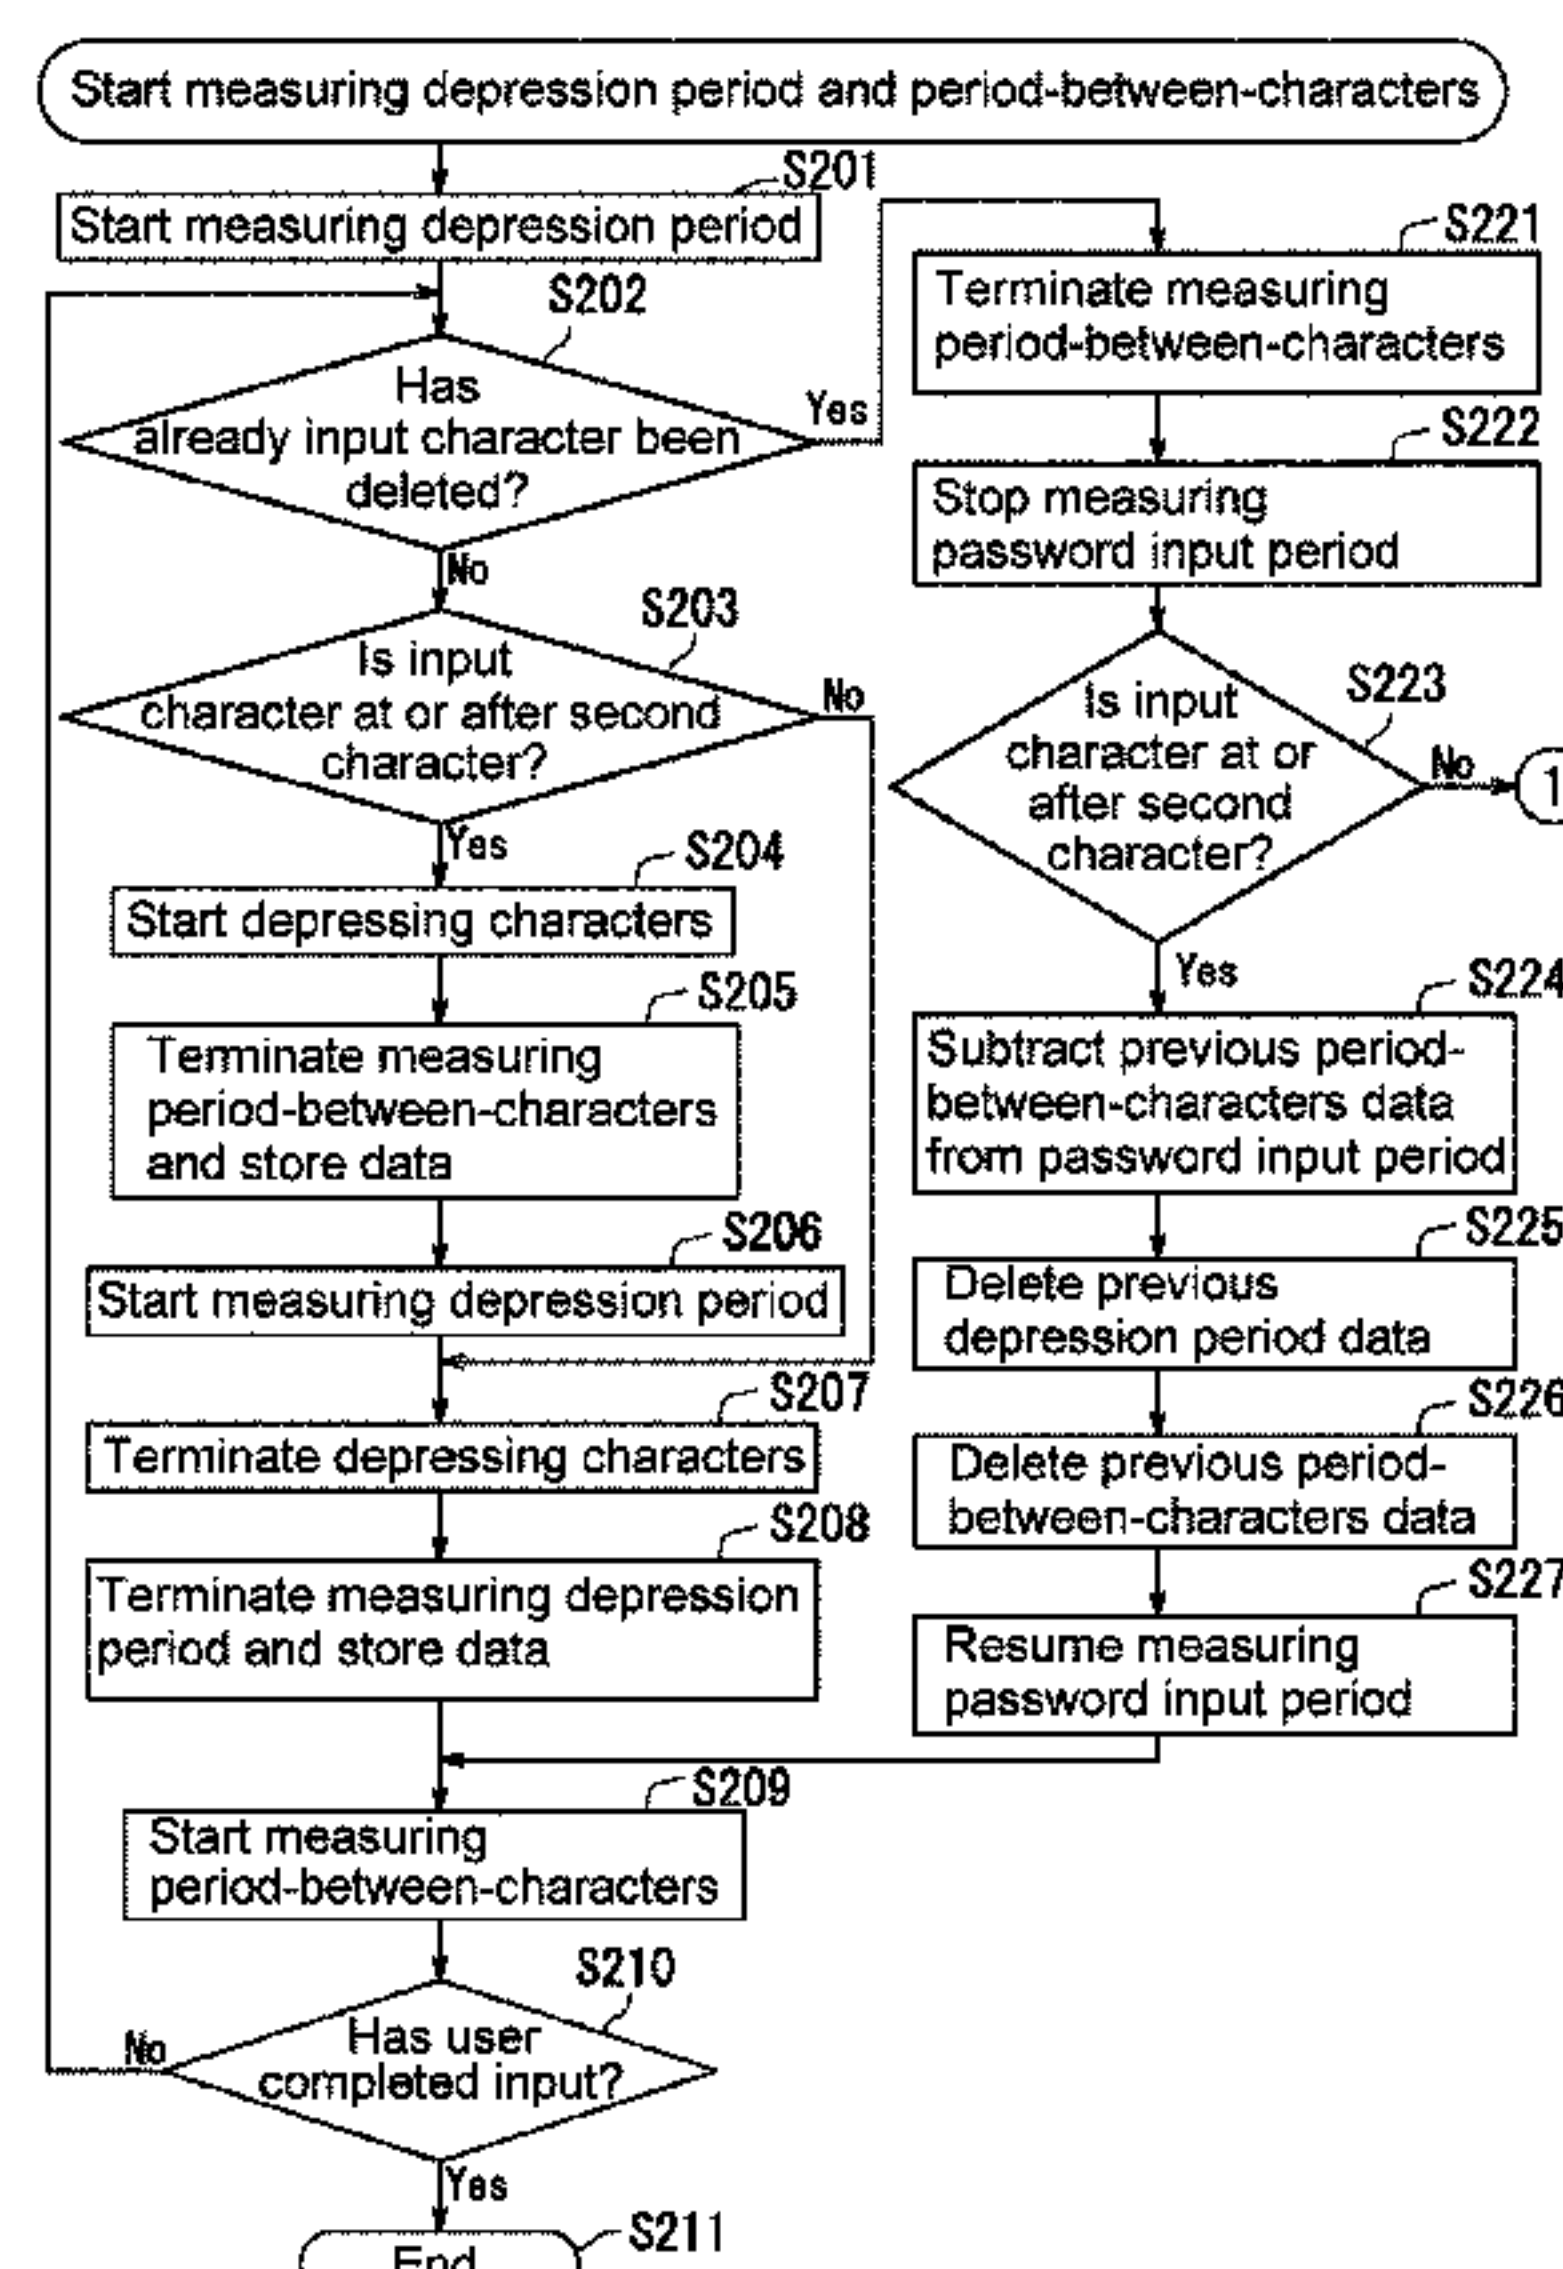 Start measuring depression period and period-between-characters
S201
Start measuring depression period
S202
Has
already input character been
deleted?
Yes
No
S203
Is input
character at or after second
character?
No
Yes
S204
Start depressing characters
S205
Terminate measuring
period-between-characters
and store data
S206
Start measuring depression period
S207
Terminate depressing characters
S208
Terminate measuring depression
period and store data
S209
Start measuring
period-between-characters
S210
Has user
completed input?
No
Yes
S211
End
S221
Terminate measuring
period-between-characters
S222
Stop measuring
password input period
S223
Is input
character at or
after second
character?
No
1
Yes
S224
Subtract previous period-
between-characters data
from password input period
S225
Delete previous
depression period data
S226
Delete previous period-
between-characters data
S227
Resume measuring
password input period